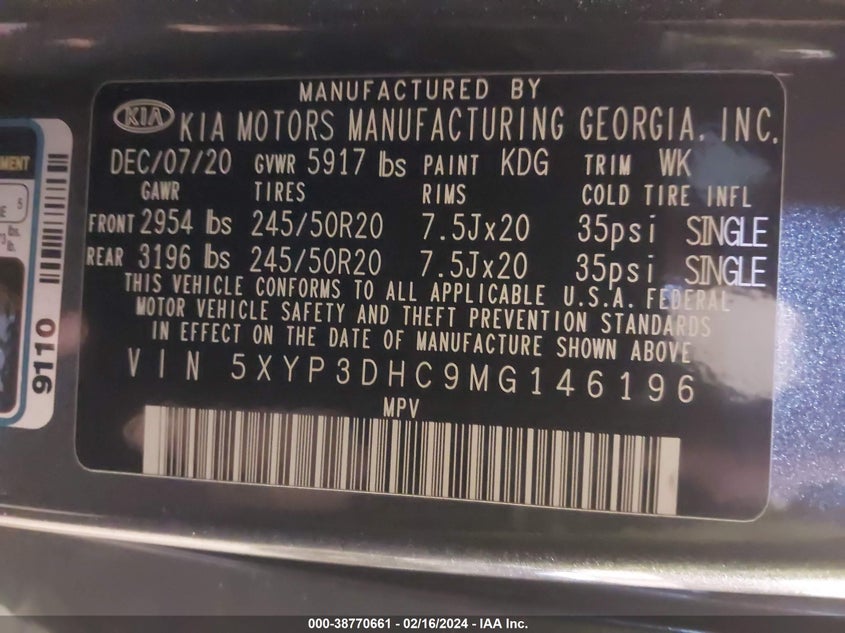 MANUFACTURED BY
KIA KIA MOTORS MANUFACTURING GEORGIA, INC.
DEC/07/20 GVWR 5917 lbs PAINT KDG TRIM WK
GAWR TIRES RIMS COLD TIRE INFL
FRONT 2954 lbs 245/50R20 7.5Jx20 35psi SINGLE
REAR 3196 lbs 245/50R20 7.5Jx20 35psi SINGLE
THIS VEHICLE CONFORMS TO ALL APPLICABLE U.S.A. FEDERAL
MOTOR VEHICLE SAFETY AND THEFT PREVENTION STANDARDS
IN EFFECT ON THE DATE OF MANUFACTURE SHOWN ABOVE.
VIN 5XYP3DHC9MG146196
MPV
9110
5
000-38770661 - 02/16/2024 - IAA Inc.